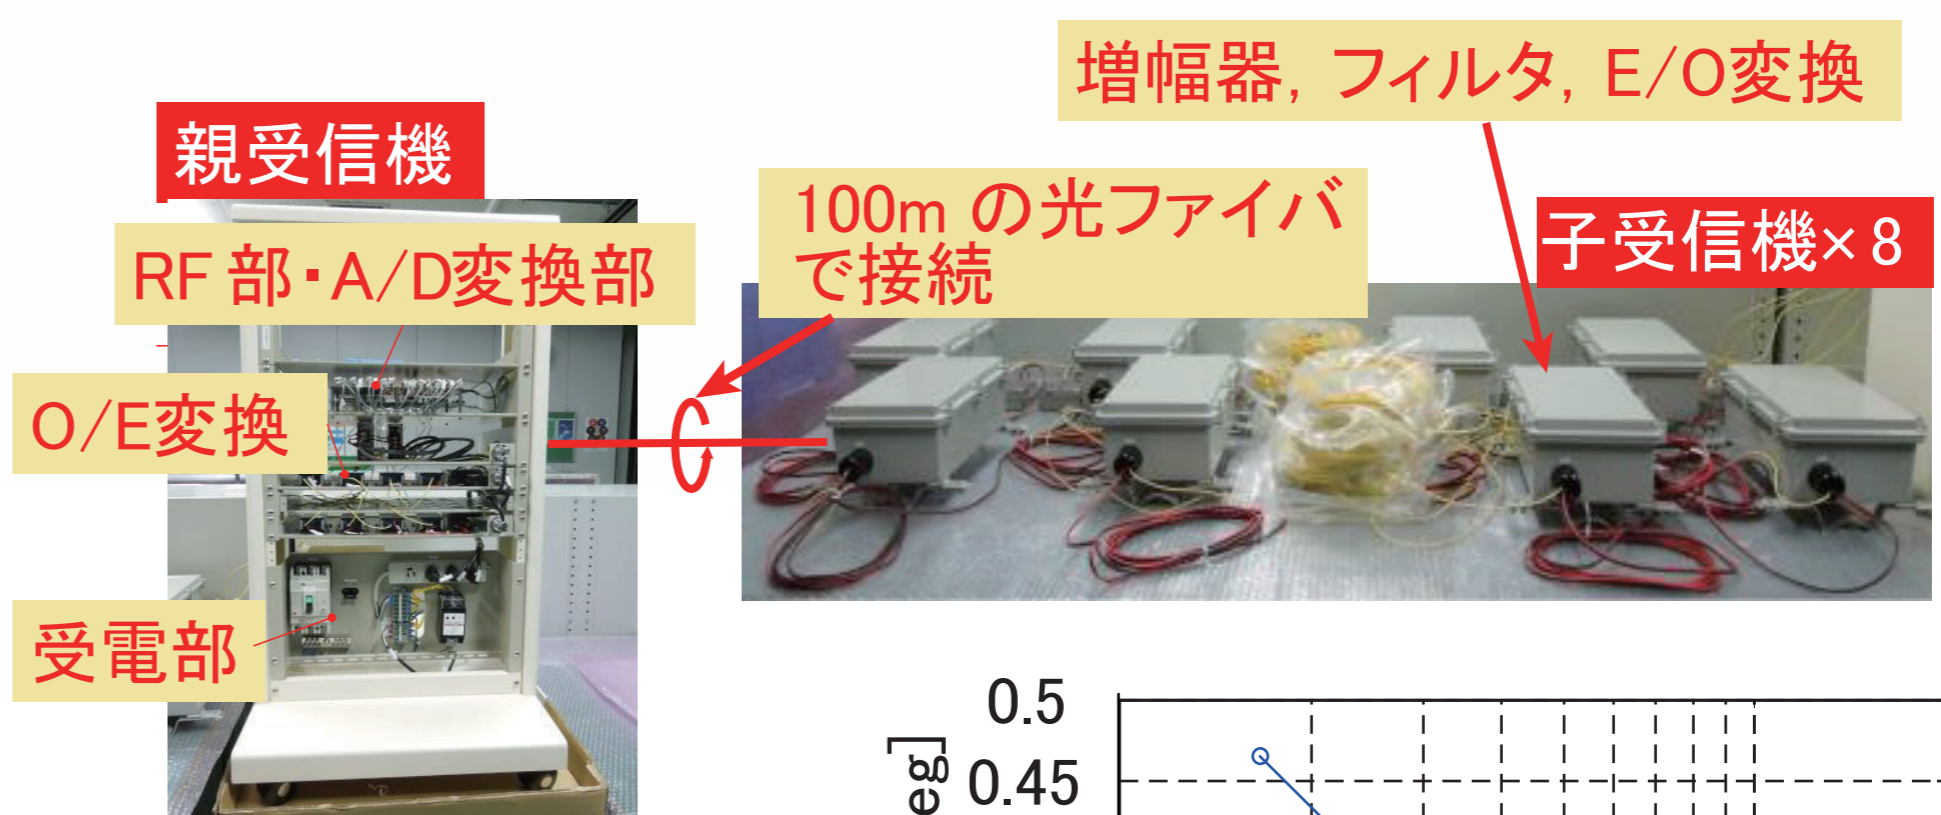 増幅器, フィルタ, E/O変換
親受信機
100m の光ファイバ
で接続
子受信機×8
RF 部・A/D変換部
O/E変換
受電部
0.5
0.45
eg]